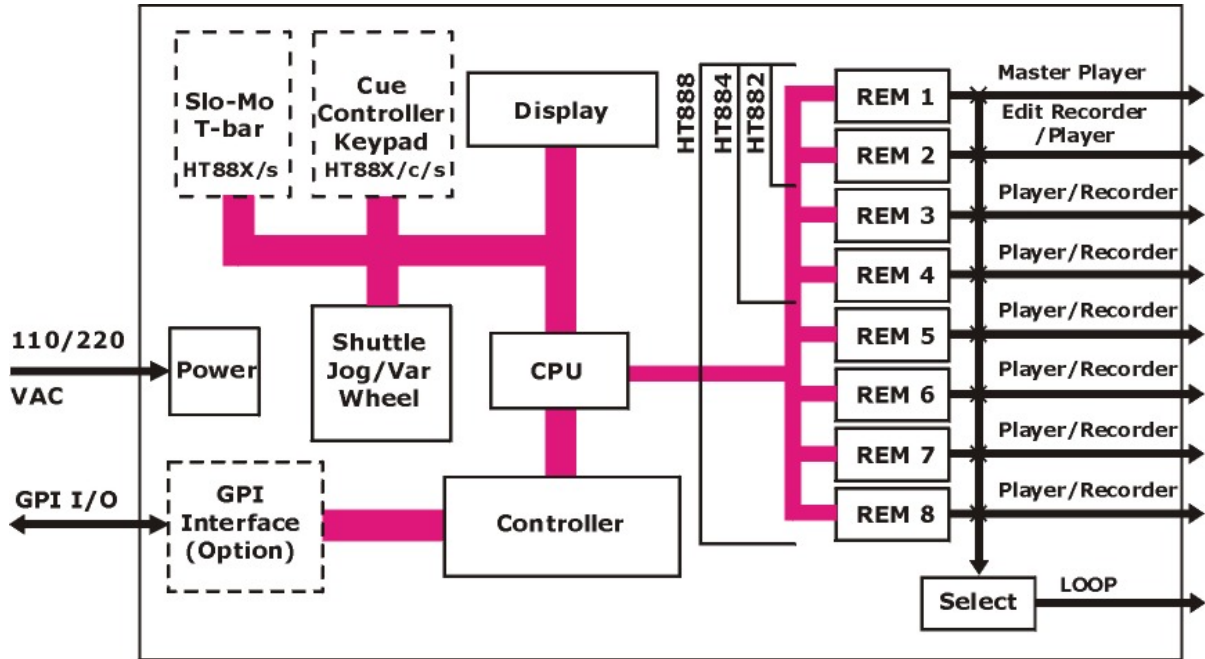 Slo-Mo
T-bar
HT88X/s
Cue
Controller
Keypad
HT88X/c/s
Display
HT888
HT884
HT882
REM 1
Master Player
REM 2
Edit Recorder
/Player
REM 3
Player/Recorder
REM 4
Player/Recorder
REM 5
Player/Recorder
REM 6
Player/Recorder
REM 7
Player/Recorder
REM 8
Player/Recorder
110/220
VAC
Power
Shuttle
Jog/Var
Wheel
CPU
GPI I/O
GPI
Interface
(Option)
Controller
Select
LOOP